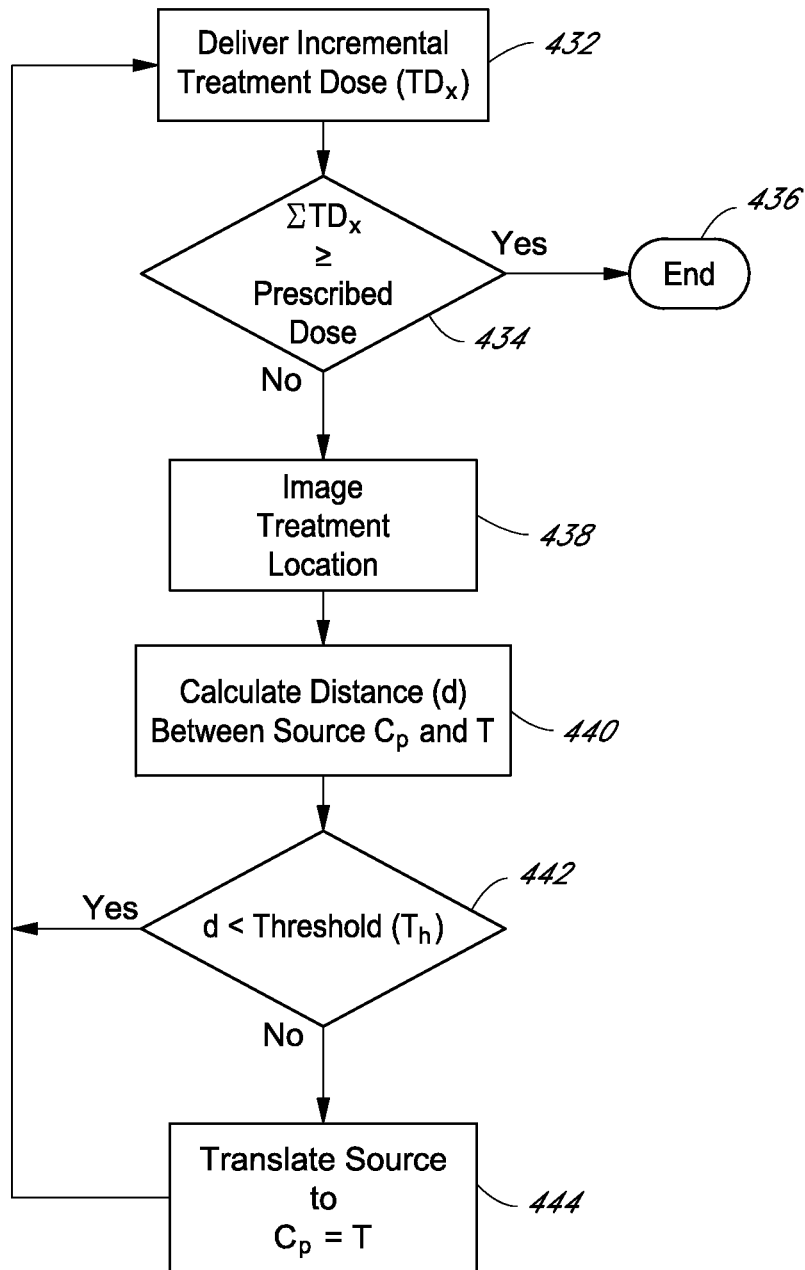 Deliver Incremental
Treatment Dose (TDₓ)
432
ΣTDₓ
≥
Prescribed
Dose
434
Yes
End
436
No
Image
Treatment
Location
438
Calculate Distance (d)
Between Source Cₚ and T
440
Yes
d < Threshold (Tₕ)
442
No
Translate Source
to
Cₚ = T
444